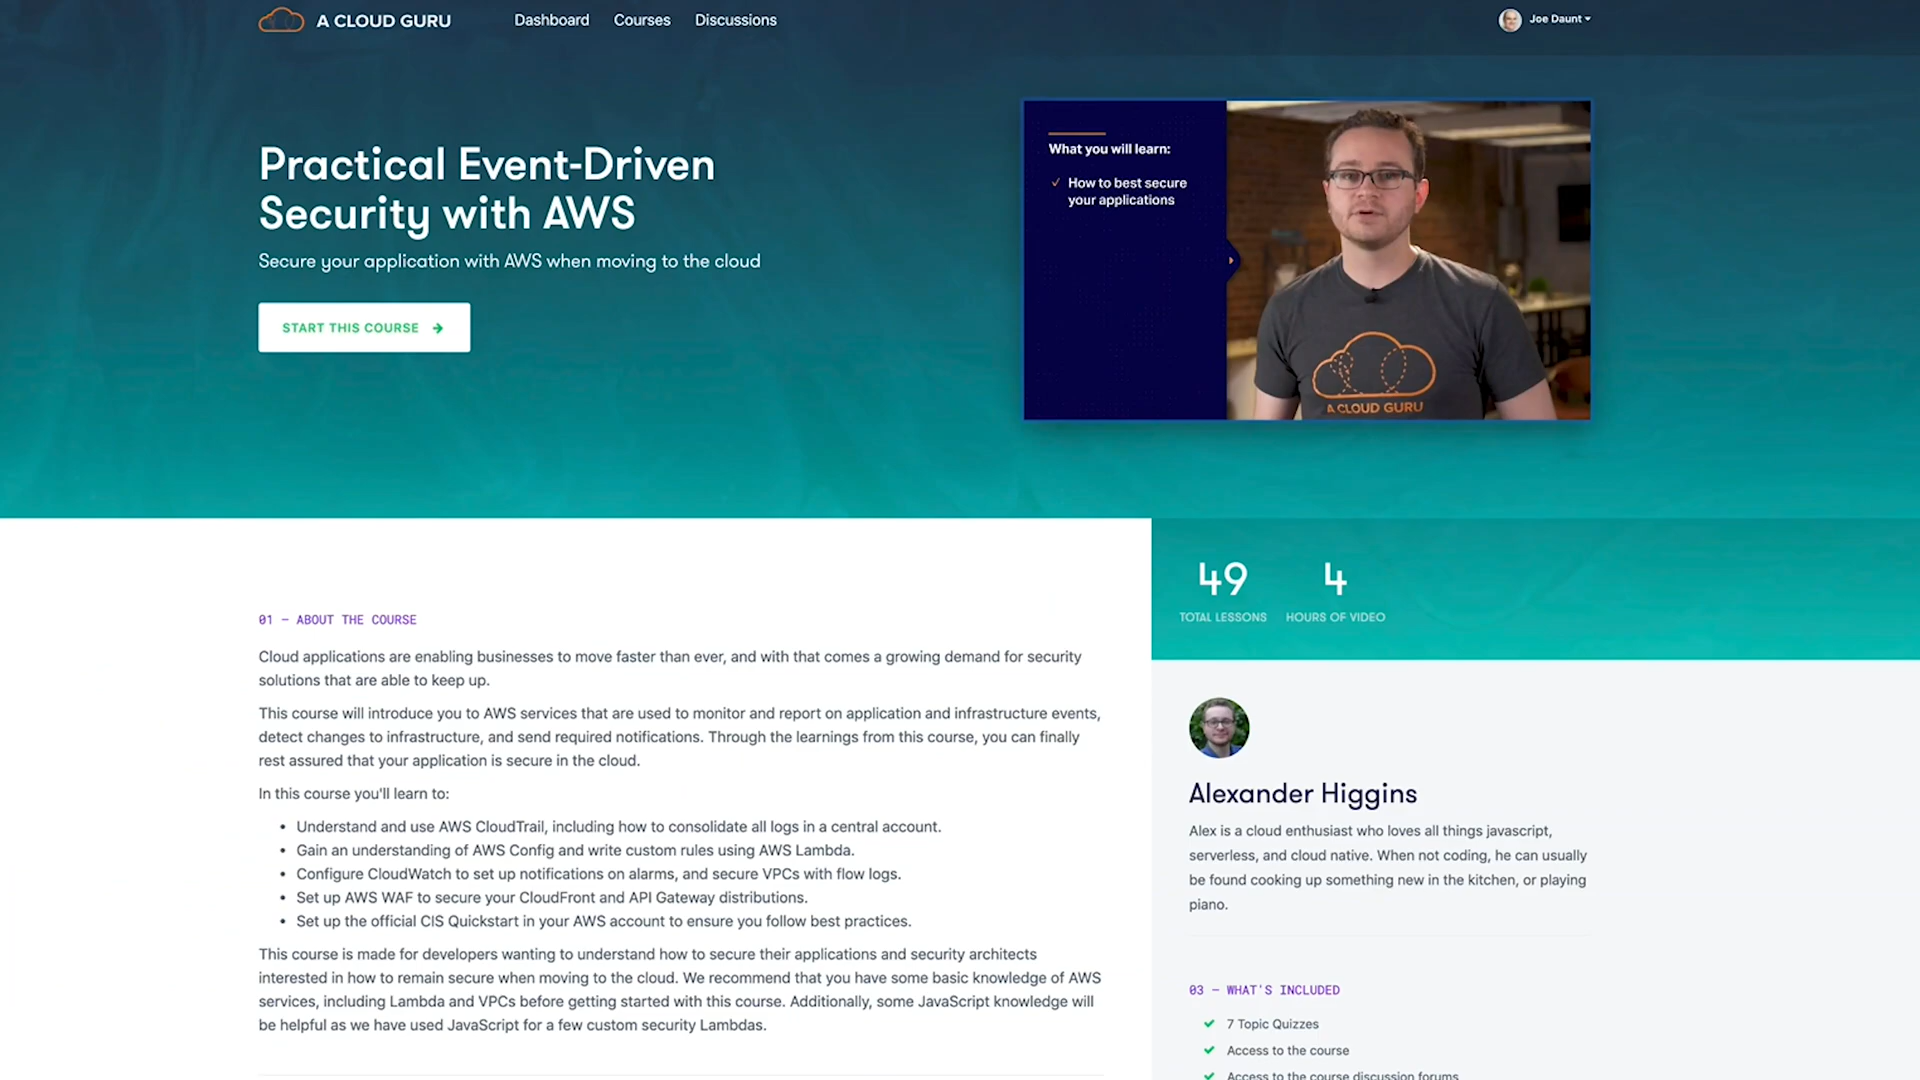 A CLOUD GURU
Dashboard
Courses
Discussions
Joe Daunt
Practical Event-Driven
Security with AWS
Secure your application with AWS when moving to the cloud
START THIS COURSE
What you will learn:
How to best secure
your applications
A CLOUD GURU
49
TOTAL LESSONS
4
HOURS OF VIDEO
01 – ABOUT THE COURSE
Cloud applications are enabling businesses to move faster than ever, and with that comes a growing demand for security
solutions that are able to keep up.
This course will introduce you to AWS services that are used to monitor and report on application and infrastructure events,
detect changes to infrastructure, and send required notifications. Through the learnings from this course, you can finally
rest assured that your application is secure in the cloud.
In this course you'll learn to:
• Understand and use AWS CloudTrail, including how to consolidate all logs in a central account.
• Gain an understanding of AWS Config and write custom rules using AWS Lambda.
• Configure CloudWatch to set up notifications on alarms, and secure VPCs with flow logs.
• Set up AWS WAF to secure your CloudFront and API Gateway distributions.
• Set up the official CIS Quickstart in your AWS account to ensure you follow best practices.
This course is made for developers wanting to understand how to secure their applications and security architects
interested in how to remain secure when moving to the cloud. We recommend that you have some basic knowledge of AWS
services, including Lambda and VPCs before getting started with this course. Additionally, some JavaScript knowledge will
be helpful as we have used JavaScript for a few custom security Lambdas.
Alexander Higgins
Alex is a cloud enthusiast who loves all things javascript,
serverless, and cloud native. When not coding, he can usually
be found cooking up something new in the kitchen, or playing
piano.
03 – WHAT'S INCLUDED
7 Topic Quizzes
Access to the course
Access to the course discussion forums